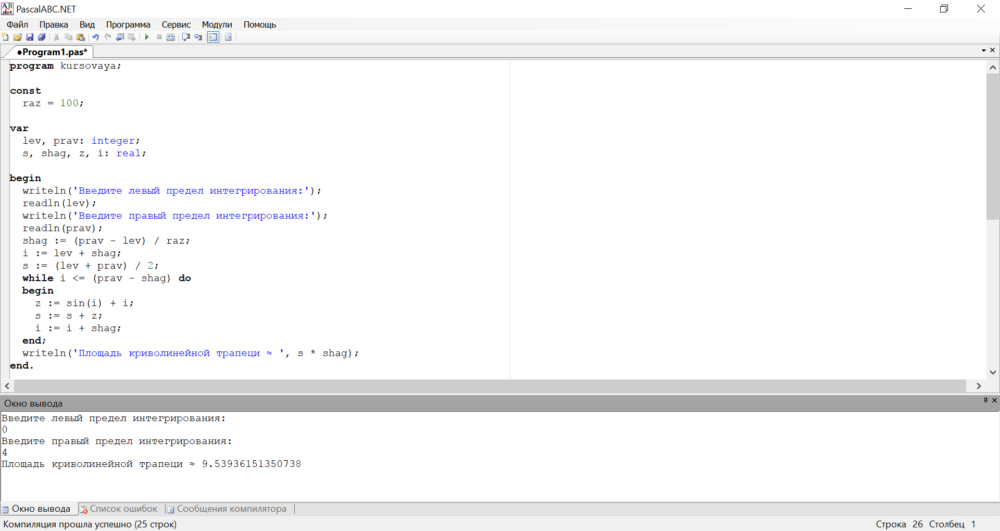 PascalABC.NET
Файл Правка Вид Программа Сервис Модули Помощь
●Program1.pas*
program kursovaya;
const
raz = 100;
var
lev, prav: integer;
s, shag, z, i: real;
begin
writeln('Введите левый предел интегрирования:');
readln(lev);
writeln('Введите правый предел интегрирования:');
readln(prav);
shag := (prav - lev) / raz;
i := lev + shag;
s := (lev + prav) / 2;
while i <= (prav - shag) do
begin
z := sin(i) + i;
s := s + z;
i := i + shag;
end;
writeln('Площадь криволинейной трапеци ≈ ', s * shag);
end.
Окно вывода
Введите левый предел интегрирования:
0
Введите правый предел интегрирования:
4
Площадь криволинейной трапеци ≈ 9.53936151350738
Окно вывода Список ошибок Сообщения компилятора
Компиляция прошла успешно (25 строк) Строка 26 Столбец 1